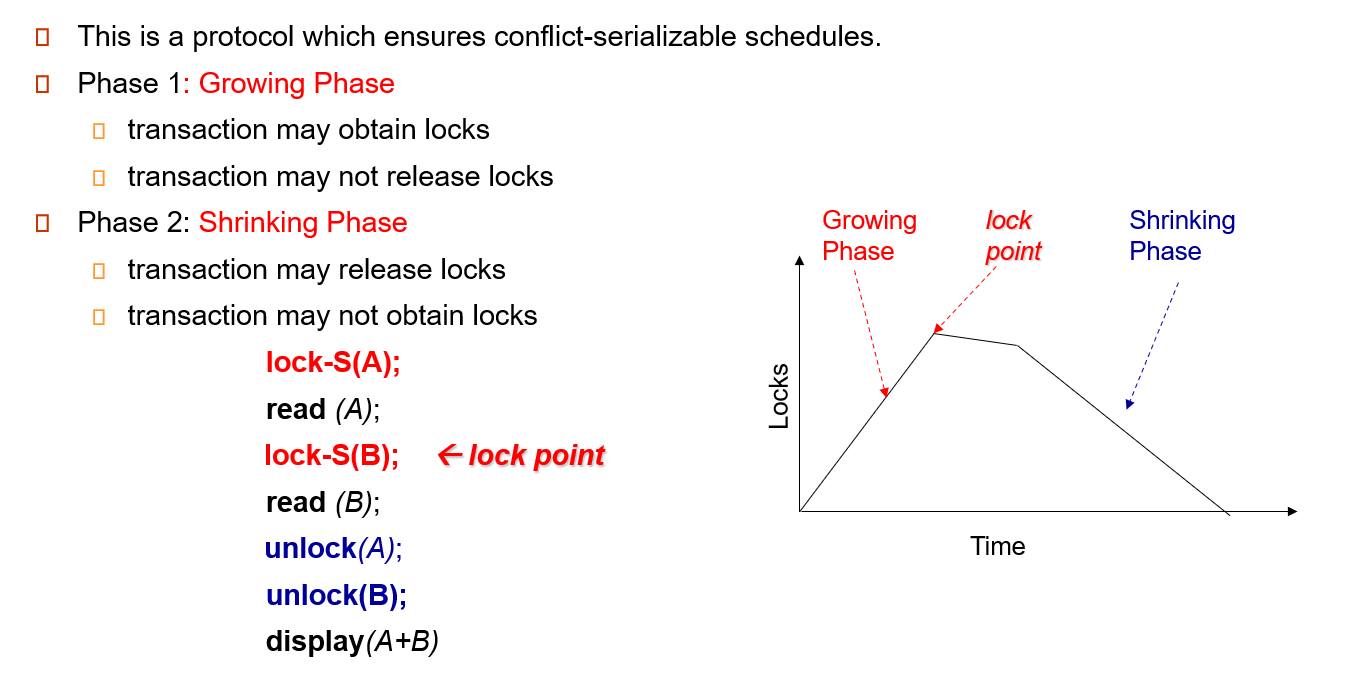 This is a protocol which ensures conflict-serializable schedules.
Phase 1: Growing Phase
transaction may obtain locks
transaction may not release locks
Phase 2: Shrinking Phase
transaction may release locks
transaction may not obtain locks
lock-S(A);
read (A);
lock-S(B); ← lock point
read (B);
unlock(A);
unlock(B);
display(A+B)
Growing
Phase
lock
point
Shrinking
Phase
Locks
Time